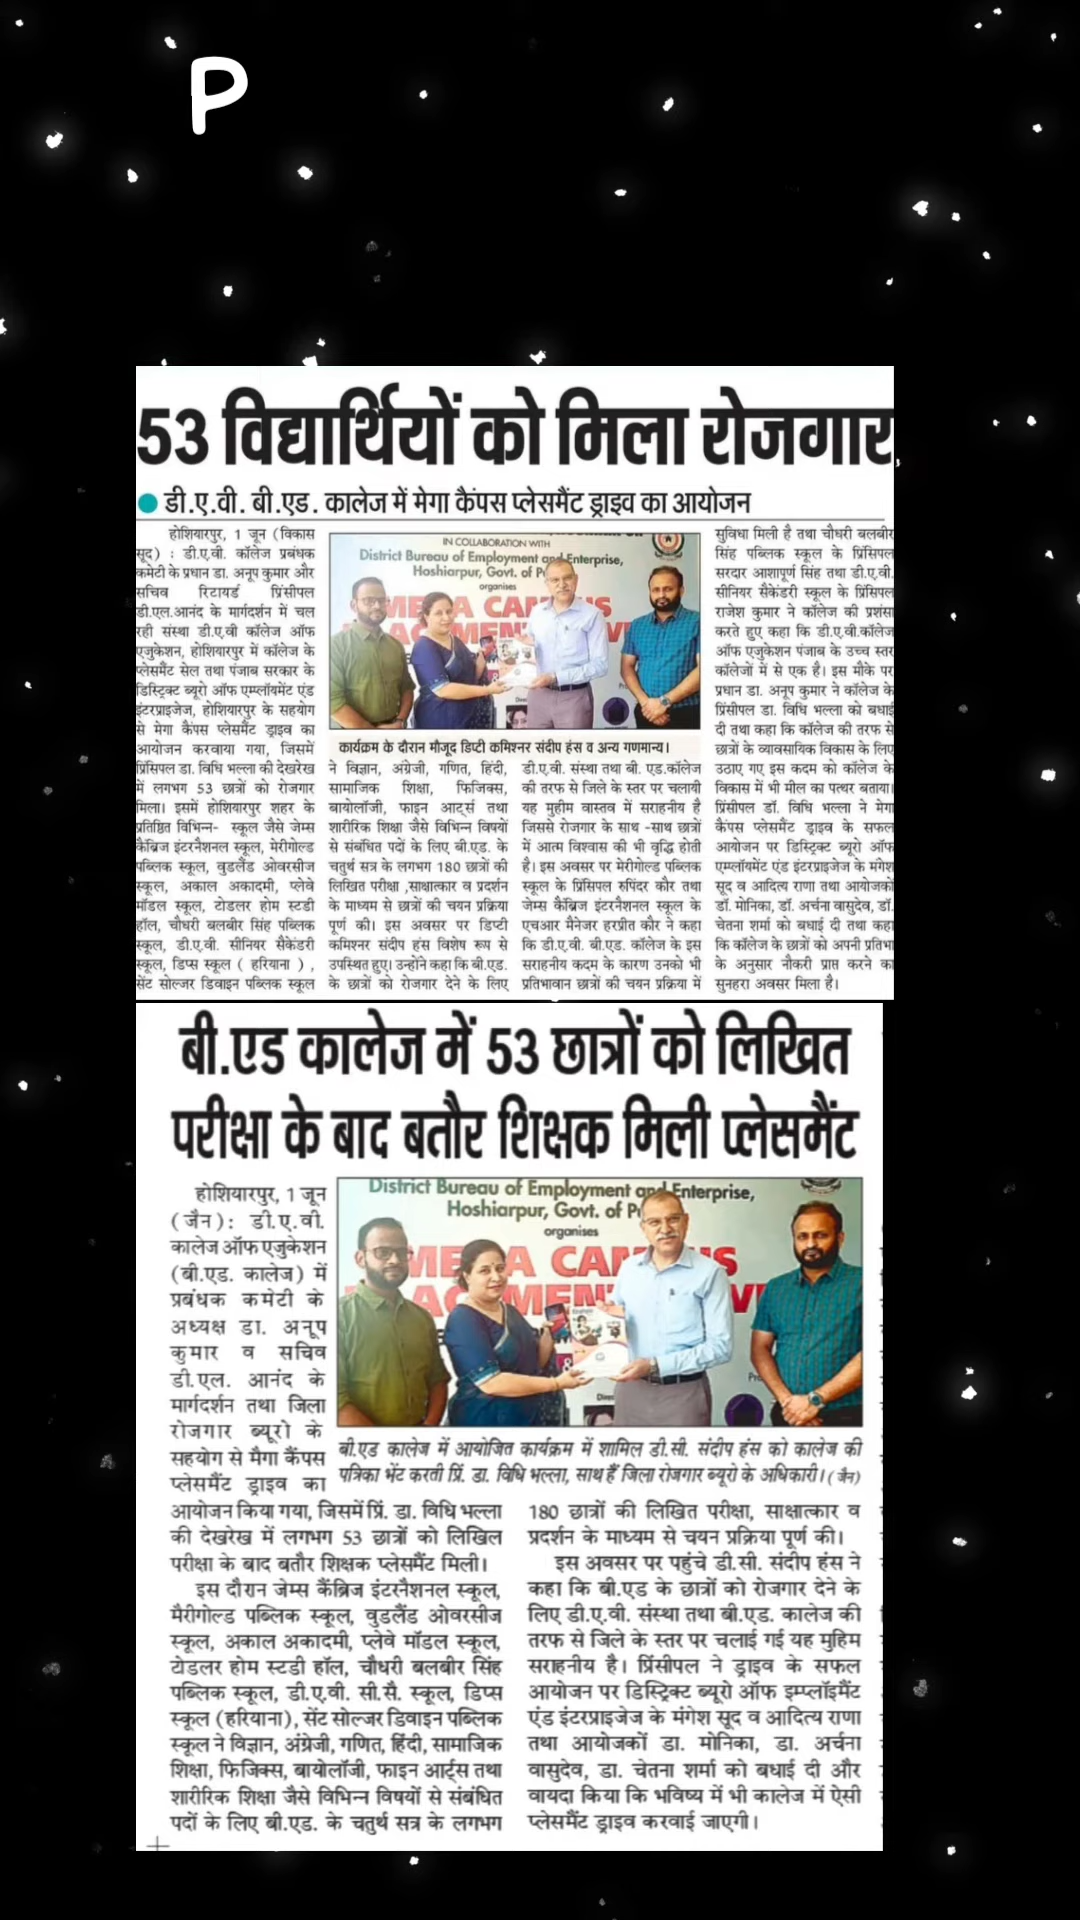 P
53 विद्यार्थियों को मिला रोजगार
डी.ए.वी. बी.एड. कालेज में मेगा कैंपस प्लेसमैंट ड्राइव का आयोजन
होशियारपुर, 1 जून (विकास
सूद) : डी.ए.वी. कॉलेज प्रबंधक
कमेटी के प्रधान डा. अनूप कुमार और
सचिव रिटायर्ड प्रिंसीपल
डी.एल.आनंद के मार्गदर्शन में चल
रही संस्था डी.ए.वी कॉलेज ऑफ
एजुकेशन, होशियारपुर में कॉलेज के
प्लेसमैंट सेल तथा पंजाब सरकार के
डिस्ट्रिक्ट ब्यूरो ऑफ एम्प्लॉयमेंट एंड
इंटरप्राइजेज, होशियारपुर के सहयोग
से मेगा कैंपस प्लेसमैंट ड्राइव का
आयोजन करवाया गया, जिसमें
प्रिंसिपल डा. विधि भल्ला की देखरेख
में लगभग 53 छात्रों को रोजगार
मिला। इसमें होशियारपुर शहर के
प्रतिष्ठित विभिन्न- स्कूल जैसे जेम्स
कैंब्रिज इंटरनैशनल स्कूल, मेरीगोल्ड
पब्लिक स्कूल, वुडलैंड ओवरसीज
स्कूल, अकाल अकादमी, प्लेवे
मॉडल स्कूल, टोडलर होम स्टडी
हॉल, चौधरी बलबीर सिंह पब्लिक
स्कूल, डी.ए.वी. सीनियर सैकेंडरी
स्कूल, डिप्स स्कूल ( हरियाना ) ,
सेंट सोल्जर डिवाइन पब्लिक स्कूल
IN COLLABORATION WITH
District Bureau of Employment and Enterprise,
Hoshiarpur, Govt. of P
organises
MEGA CAMPUS
कार्यक्रम के दौरान मौजूद डिप्टी कमिश्नर संदीप हंस व अन्य गणमान्य।
ने विज्ञान, अंग्रेजी, गणित, हिंदी,
सामाजिक शिक्षा, फिजिक्स,
बायोलॉजी, फाइन आर्ट्स तथा
शारीरिक शिक्षा जैसे विभिन्न विषयों
से संबंधित पदों के लिए बी.एड. के
चतुर्थ सत्र के लगभग 180 छात्रों की
लिखित परीक्षा ,साक्षात्कार व प्रदर्शन
के माध्यम से छात्रों की चयन प्रक्रिया
पूर्ण की। इस अवसर पर डिप्टी
कमिश्नर संदीप हंस विशेष रूप से
उपस्थित हुए। उन्होंने कहा कि बी.एड.
के छात्रों को रोजगार देने के लिए
डी.ए.वी. संस्था तथा बी. एड.कॉलेज
की तरफ से जिले के स्तर पर चलायी
यह मुहीम वास्तव में सराहनीय है
जिससे रोजगार के साथ -साथ छात्रों
में आत्म विश्वास की भी वृद्धि होती
है। इस अवसर पर मेरीगोल्ड पब्लिक
स्कूल के प्रिंसिपल रुपिंदर कौर तथा
जेम्स कैंब्रिज इंटरनैशनल स्कूल के
एचआर मैनेजर हरप्रीत कौर ने कहा
कि डी.ए.वी. बी.एड. कॉलेज के इस
सराहनीय कदम के कारण उनको भी
प्रतिभावान छात्रों की चयन प्रक्रिया में
सुविधा मिली है तथा चौधरी बलबीर
सिंह पब्लिक स्कूल के प्रिंसिपल
सरदार आशापूर्ण सिंह तथा डी.ए.वी.
सीनियर सैकेंडरी स्कूल के प्रिंसिपल
राजेश कुमार ने कॉलेज की प्रशंसा
करते हुए कहा कि डी.ए.वी.कॉलेज
ऑफ एजुकेशन पंजाब के उच्च स्तर
कॉलेजों में से एक है। इस मौके पर
प्रधान डा. अनूप कुमार ने कॉलेज के
प्रिंसीपल डा. विधि भल्ला को बधाई
दी तथा कहा कि कॉलेज की तरफ से
छात्रों के व्यावसायिक विकास के लिए
उठाए गए इस कदम को कॉलेज के
विकास में भी मील का पत्थर बताया।
प्रिंसीपल डॉ. विधि भल्ला ने मेगा
कैंपस प्लेसमैंट ड्राइव के सफल
आयोजन पर डिस्ट्रिक्ट ब्यूरो ऑफ
एम्प्लॉयमेंट एंड इंटरप्राइजेज के मंगेश
सूद व आदित्य राणा तथा आयोजकों
डॉ. मोनिका, डॉ. अर्चना वासुदेव, डॉ.
चेतना शर्मा को बधाई दी तथा कहा
कि कॉलेज के छात्रों को अपनी प्रतिभा
के अनुसार नौकरी प्राप्त करने का
सुनहरा अवसर मिला है।
बी.एड कालेज में 53 छात्रों को लिखित
परीक्षा के बाद बतौर शिक्षक मिली प्लेसमैंट
होशियारपुर, 1 जून
(जैन): डी.ए.वी.
कालेज ऑफ एजुकेशन
(बी.एड. कालेज) में
प्रबंधक कमेटी के
अध्यक्ष डा. अनूप
कुमार व सचिव
डी.एल. आनंद के
मार्गदर्शन तथा जिला
रोजगार ब्यूरो के
सहयोग से मैगा कैंपस
प्लेसमैंट ड्राइव का
आयोजन किया गया, जिसमें प्रिं. डा. विधि भल्ला
की देखरेख में लगभग 53 छात्रों को लिखिल
परीक्षा के बाद बतौर शिक्षक प्लेसमैंट मिली।
इस दौरान जेम्स कैंब्रिज इंटरनैशनल स्कूल,
मैरीगोल्ड पब्लिक स्कूल, वुडलैंड ओवरसीज
स्कूल, अकाल अकादमी, प्लेवे मॉडल स्कूल,
टोडलर होम स्टडी हॉल, चौधरी बलबीर सिंह
पब्लिक स्कूल, डी.ए.वी. सी.सै. स्कूल, डिप्स
स्कूल (हरियाना), सेंट सोल्जर डिवाइन पब्लिक
स्कूल ने विज्ञान, अंग्रेजी, गणित, हिंदी, सामाजिक
शिक्षा, फिजिक्स, बायोलॉजी, फाइन आर्ट्स तथा
शारीरिक शिक्षा जैसे विभिन्न विषयों से संबंधित
पदों के लिए बी.एड. के चतुर्थ सत्र के लगभग
District Bureau of Employment and Enterprise,
Hoshiarpur, Govt. of P
organises
MEGA CAMPUS
बी.एड कालेज में आयोजित कार्यक्रम में शामिल डी.सी. संदीप हंस को कालेज की
पत्रिका भेंट करती प्रिं. डा. विधि भल्ला, साथ हैं जिला रोजगार ब्यूरो के अधिकारी। (जैन)
180 छात्रों की लिखित परीक्षा, साक्षात्कार व
प्रदर्शन के माध्यम से चयन प्रक्रिया पूर्ण की।
इस अवसर पर पहुंचे डी.सी. संदीप हंस ने
कहा कि बी.एड के छात्रों को रोजगार देने के
लिए डी.ए.वी. संस्था तथा बी.एड. कालेज की
तरफ से जिले के स्तर पर चलाई गई यह मुहिम
सराहनीय है। प्रिंसीपल ने ड्राइव के सफल
आयोजन पर डिस्ट्रिक्ट ब्यूरो ऑफ इम्प्लॉइमैंट
एंड इंटरप्राइजेज के मंगेश सूद व आदित्य राणा
तथा आयोजकों डा. मोनिका, डा. अर्चना
वासुदेव, डा. चेतना शर्मा को बधाई दी और
वायदा किया कि भविष्य में भी कालेज में ऐसी
प्लेसमैंट ड्राइव करवाई जाएगी।